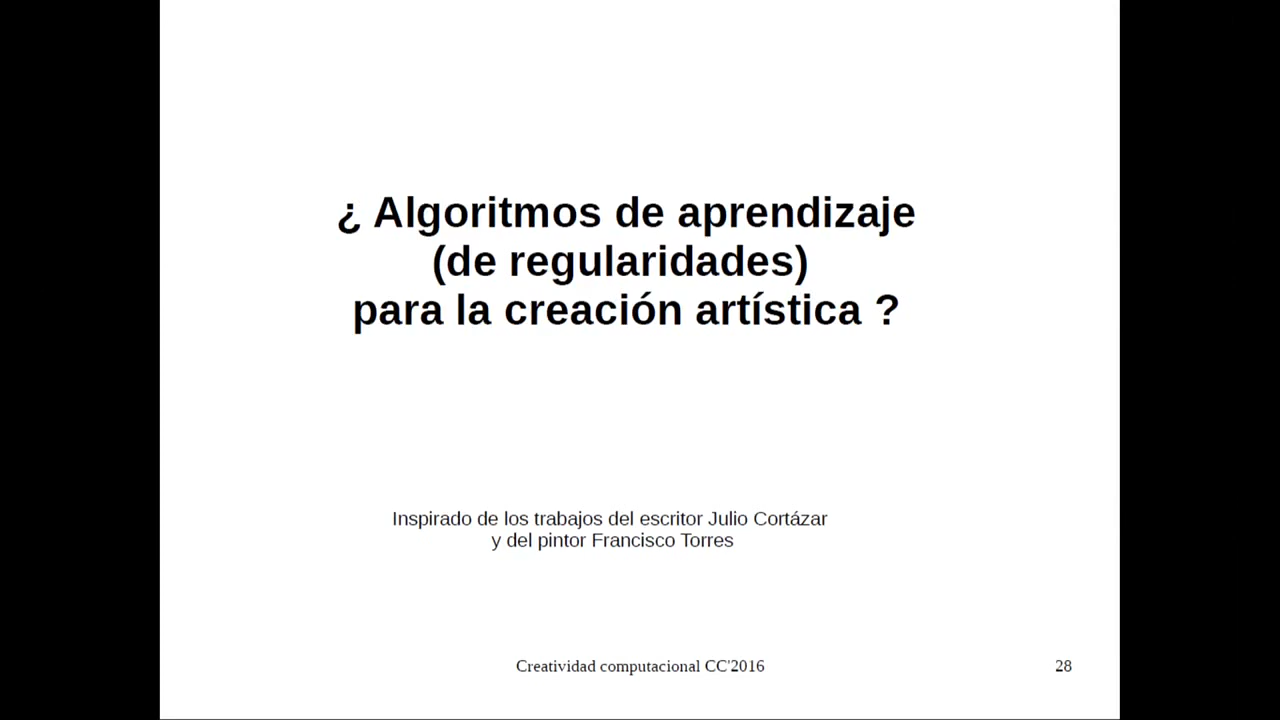 ¿ Algoritmos de aprendizaje
(de regularidades)
para la creación artística ?
Inspirado de los trabajos del escritor Julio Cortázar
y del pintor Francisco Torres
Creatividad computacional CC'2016
28